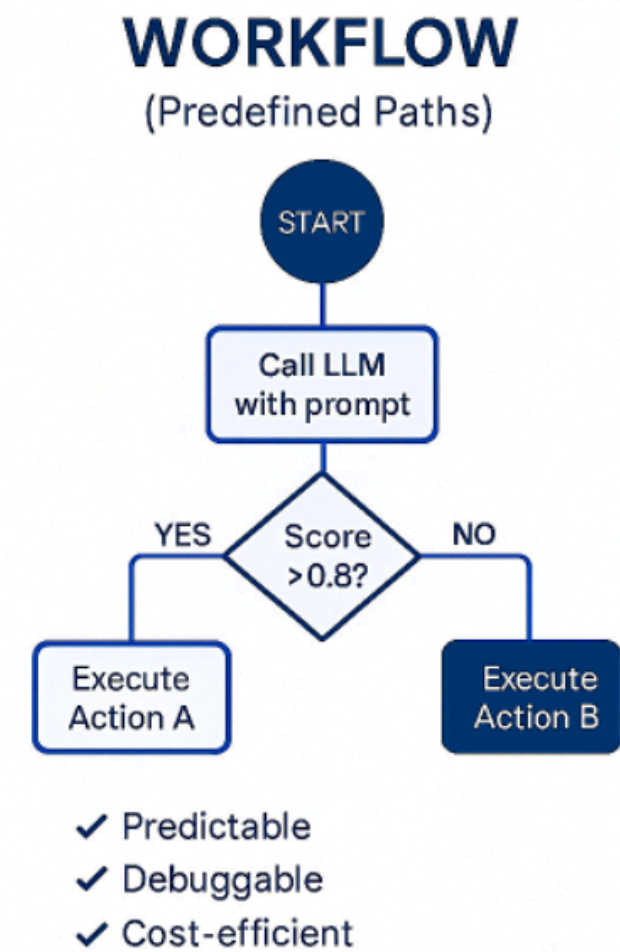 WORKFLOW
(Predefined Paths)
START
Call LLM
with prompt
Score
>0.8?
YES
NO
Execute
Action A
Execute
Action B
✓ Predictable
✓ Debuggable
✓ Cost-efficient